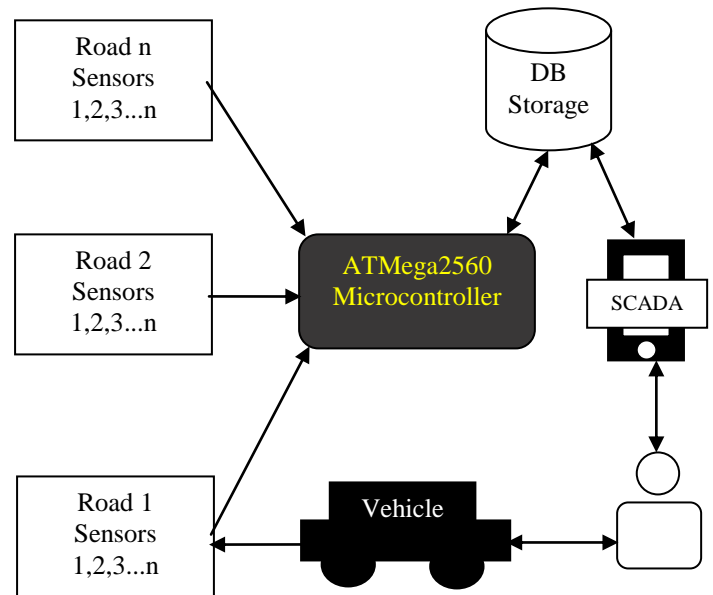 Road n
Sensors
1,2,3...n
DB
Storage
Road 2
Sensors
1,2,3...n
ATMega2560
Microcontroller
SCADA
Road 1
Sensors
1,2,3...n
Vehicle